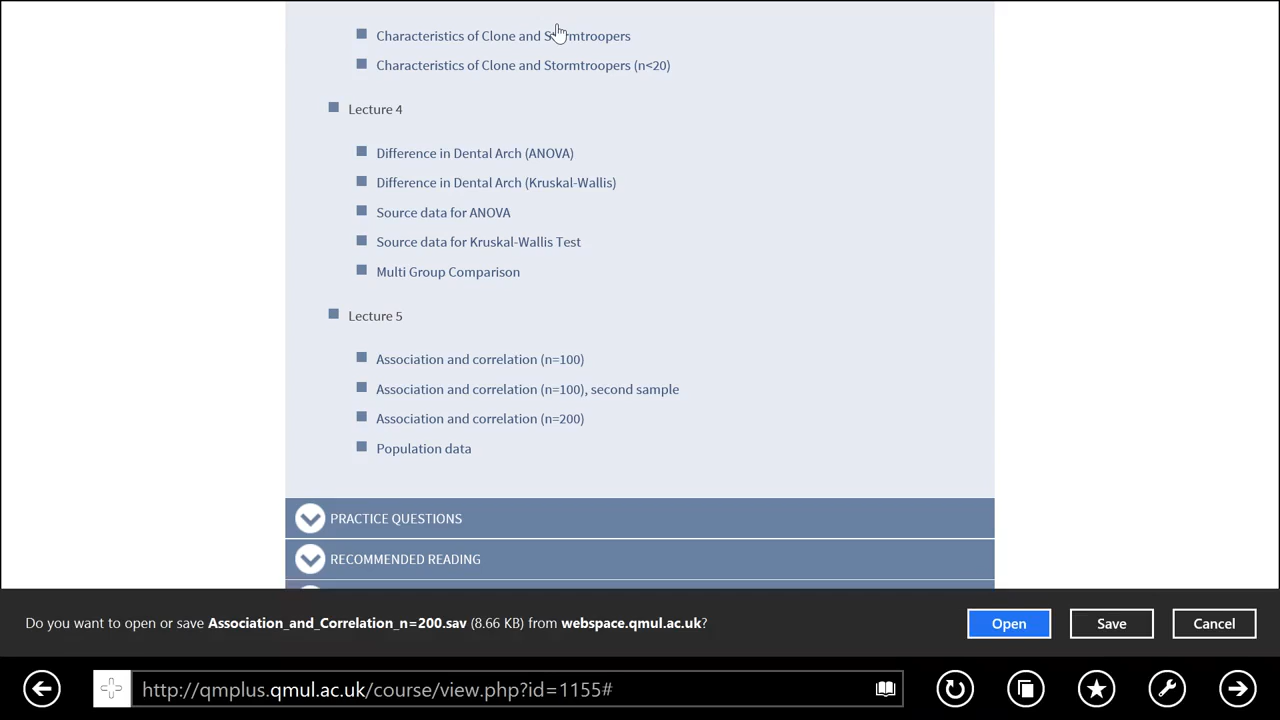 Characteristics of Clone and Stormtroopers
Characteristics of Clone and Stormtroopers (n<20)
Lecture 4
Difference in Dental Arch (ANOVA)
Difference in Dental Arch (Kruskal-Wallis)
Source data for ANOVA
Source data for Kruskal-Wallis Test
Multi Group Comparison
Lecture 5
Association and correlation (n=100)
Association and correlation (n=100), second sample
Association and correlation (n=200)
Population data
PRACTICE QUESTIONS
RECOMMENDED READING
Do you want to open or save Association_and_Correlation_n=200.sav (8.66 KB) from webspace.qmul.ac.uk?
Open
Save
Cancel
http://qmplus.qmul.ac.uk/course/view.php?id=1155#